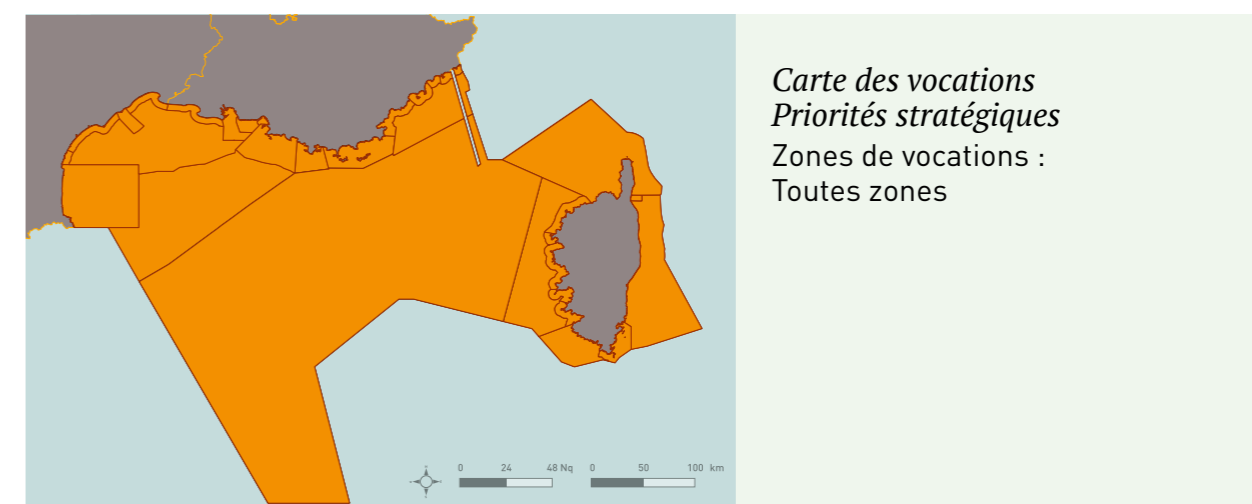 Carte des vocations
Priorités stratégiques
Zones de vocations :
Toutes zones
0 24 48 Nq 0 50 100 km